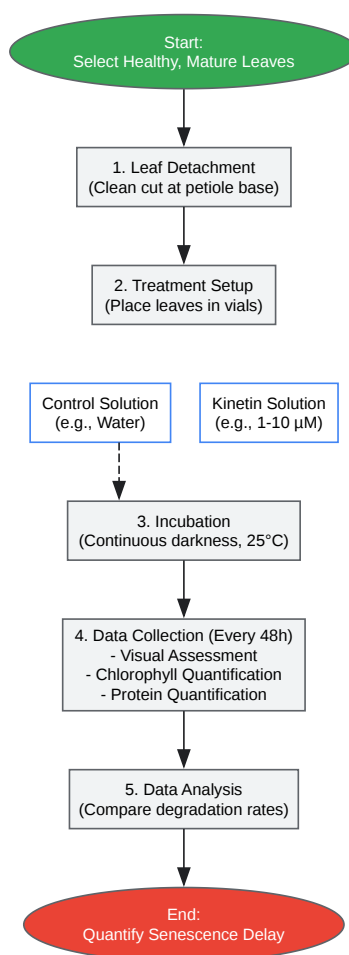 Start:
Select Healthy, Mature Leaves
1. Leaf Detachment
(Clean cut at petiole base)
2. Treatment Setup
(Place leaves in vials)
Control Solution
(e.g., Water)
Kinetin Solution
(e.g., 1-10 µM)
3. Incubation
(Continuous darkness, 25°C)
4. Data Collection (Every 48h)
- Visual Assessment
- Chlorophyll Quantification
- Protein Quantification
5. Data Analysis
(Compare degradation rates)
End:
Quantify Senescence Delay